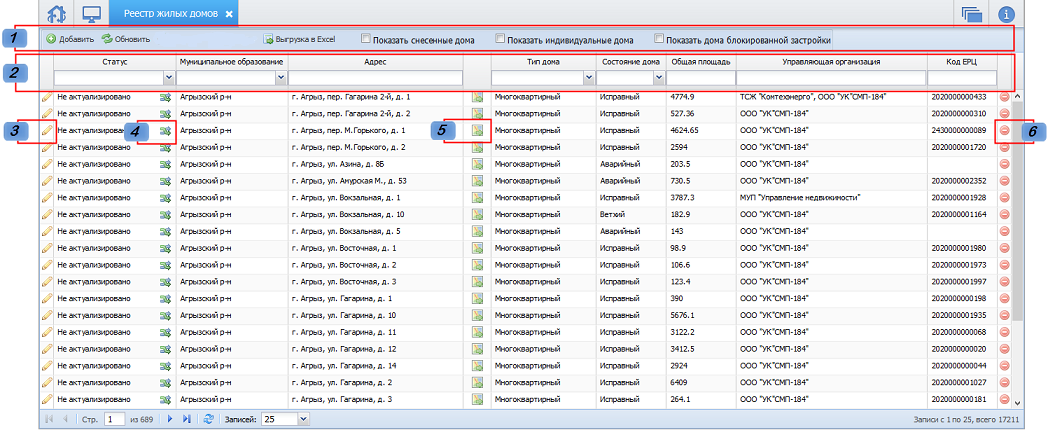 Реестр жилых домов
1 Добавить Обновить Выгрузка в Excel Показать снесенные дома Показать индивидуальные дома Показать дома блокированной застройки
2 Статус Муниципальное образование Адрес Тип дома Состояние дома Общая площадь Управляющая организация Код ЕРЦ
Не актуализировано Агрызский р-н г. Агрыз, пер. Гагарина 2-й, д. 1 Многоквартирный Исправный 4774.9 ТСЖ "Контехэнерго", ООО "УК"СМП-184" 2020000000433
Не актуализировано Агрызский р-н г. Агрыз, пер. Гагарина 2-й, д. 2 Многоквартирный Исправный 527.36 ООО "УК"СМП-184" 2020000000310
3 Не актуализировано 4 Агрызский р-н г. Агрыз, пер. М.Горького, д. 1 5 Многоквартирный Исправный 4624.65 ООО "УК"СМП-184" 2430000000089 6
Не актуализировано Агрызский р-н г. Агрыз, пер. М.Горького, д. 2 Многоквартирный Исправный 2594 ООО "УК"СМП-184" 2020000001720
Не актуализировано Агрызский р-н г. Агрыз, ул. Азина, д. 8Б Многоквартирный Аварийный 203.5 ООО "УК"СМП-184"
Не актуализировано Агрызский р-н г. Агрыз, ул. Амурская М., д. 53 Многоквартирный Аварийный 730.5 ООО "УК"СМП-184" 2020000002352
Не актуализировано Агрызский р-н г. Агрыз, ул. Вокзальная, д. 1 Многоквартирный Исправный 3787.3 МУП "Управление недвижимости" 2020000001928
Не актуализировано Агрызский р-н г. Агрыз, ул. Вокзальная, д. 10 Многоквартирный Ветхий 182.9 ООО "УК"СМП-184" 2020000001164
Не актуализировано Агрызский р-н г. Агрыз, ул. Вокзальная, д. 5 Многоквартирный Аварийный 143 ООО "УК"СМП-184"
Не актуализировано Агрызский р-н г. Агрыз, ул. Восточная, д. 1 Многоквартирный Исправный 98.9 ООО "УК"СМП-184" 2020000001980
Не актуализировано Агрызский р-н г. Агрыз, ул. Восточная, д. 2 Многоквартирный Исправный 106.6 ООО "УК"СМП-184" 2020000001973
Не актуализировано Агрызский р-н г. Агрыз, ул. Восточная, д. 3 Многоквартирный Исправный 123.4 ООО "УК"СМП-184" 2020000001997
Не актуализировано Агрызский р-н г. Агрыз, ул. Гагарина, д. 1 Многоквартирный Исправный 390 ООО "УК"СМП-184" 2020000000198
Не актуализировано Агрызский р-н г. Агрыз, ул. Гагарина, д. 10 Многоквартирный Исправный 5676.1 ООО "УК"СМП-184" 2020000001935
Не актуализировано Агрызский р-н г. Агрыз, ул. Гагарина, д. 11 Многоквартирный Исправный 3122.2 ООО "УК"СМП-184" 2020000000068
Не актуализировано Агрызский р-н г. Агрыз, ул. Гагарина, д. 12 Многоквартирный Исправный 3412.5 ООО "УК"СМП-184" 2020000000020
Не актуализировано Агрызский р-н г. Агрыз, ул. Гагарина, д. 14 Многоквартирный Исправный 2924 ООО "УК"СМП-184" 2020000000044
Не актуализировано Агрызский р-н г. Агрыз, ул. Гагарина, д. 2 Многоквартирный Исправный 6409 ООО "УК"СМП-184" 2020000001027
Не актуализировано Агрызский р-н г. Агрыз, ул. Гагарина, д. 3 Многоквартирный Исправный 264.1 ООО "УК"СМП-184" 2020000000181
Стр. 1 из 689 Записей: 25 Записи с 1 по 25, всего 17211